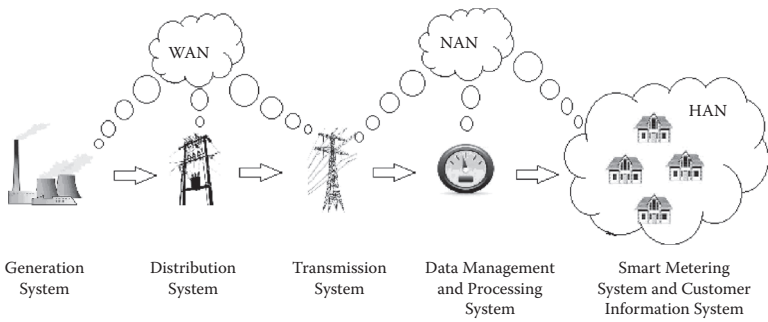 WAN
NAN
HAN
Generation
System
Distribution
System
Transmission
System
Data Management
and Processing
System
Smart Metering
System and Customer
Information System